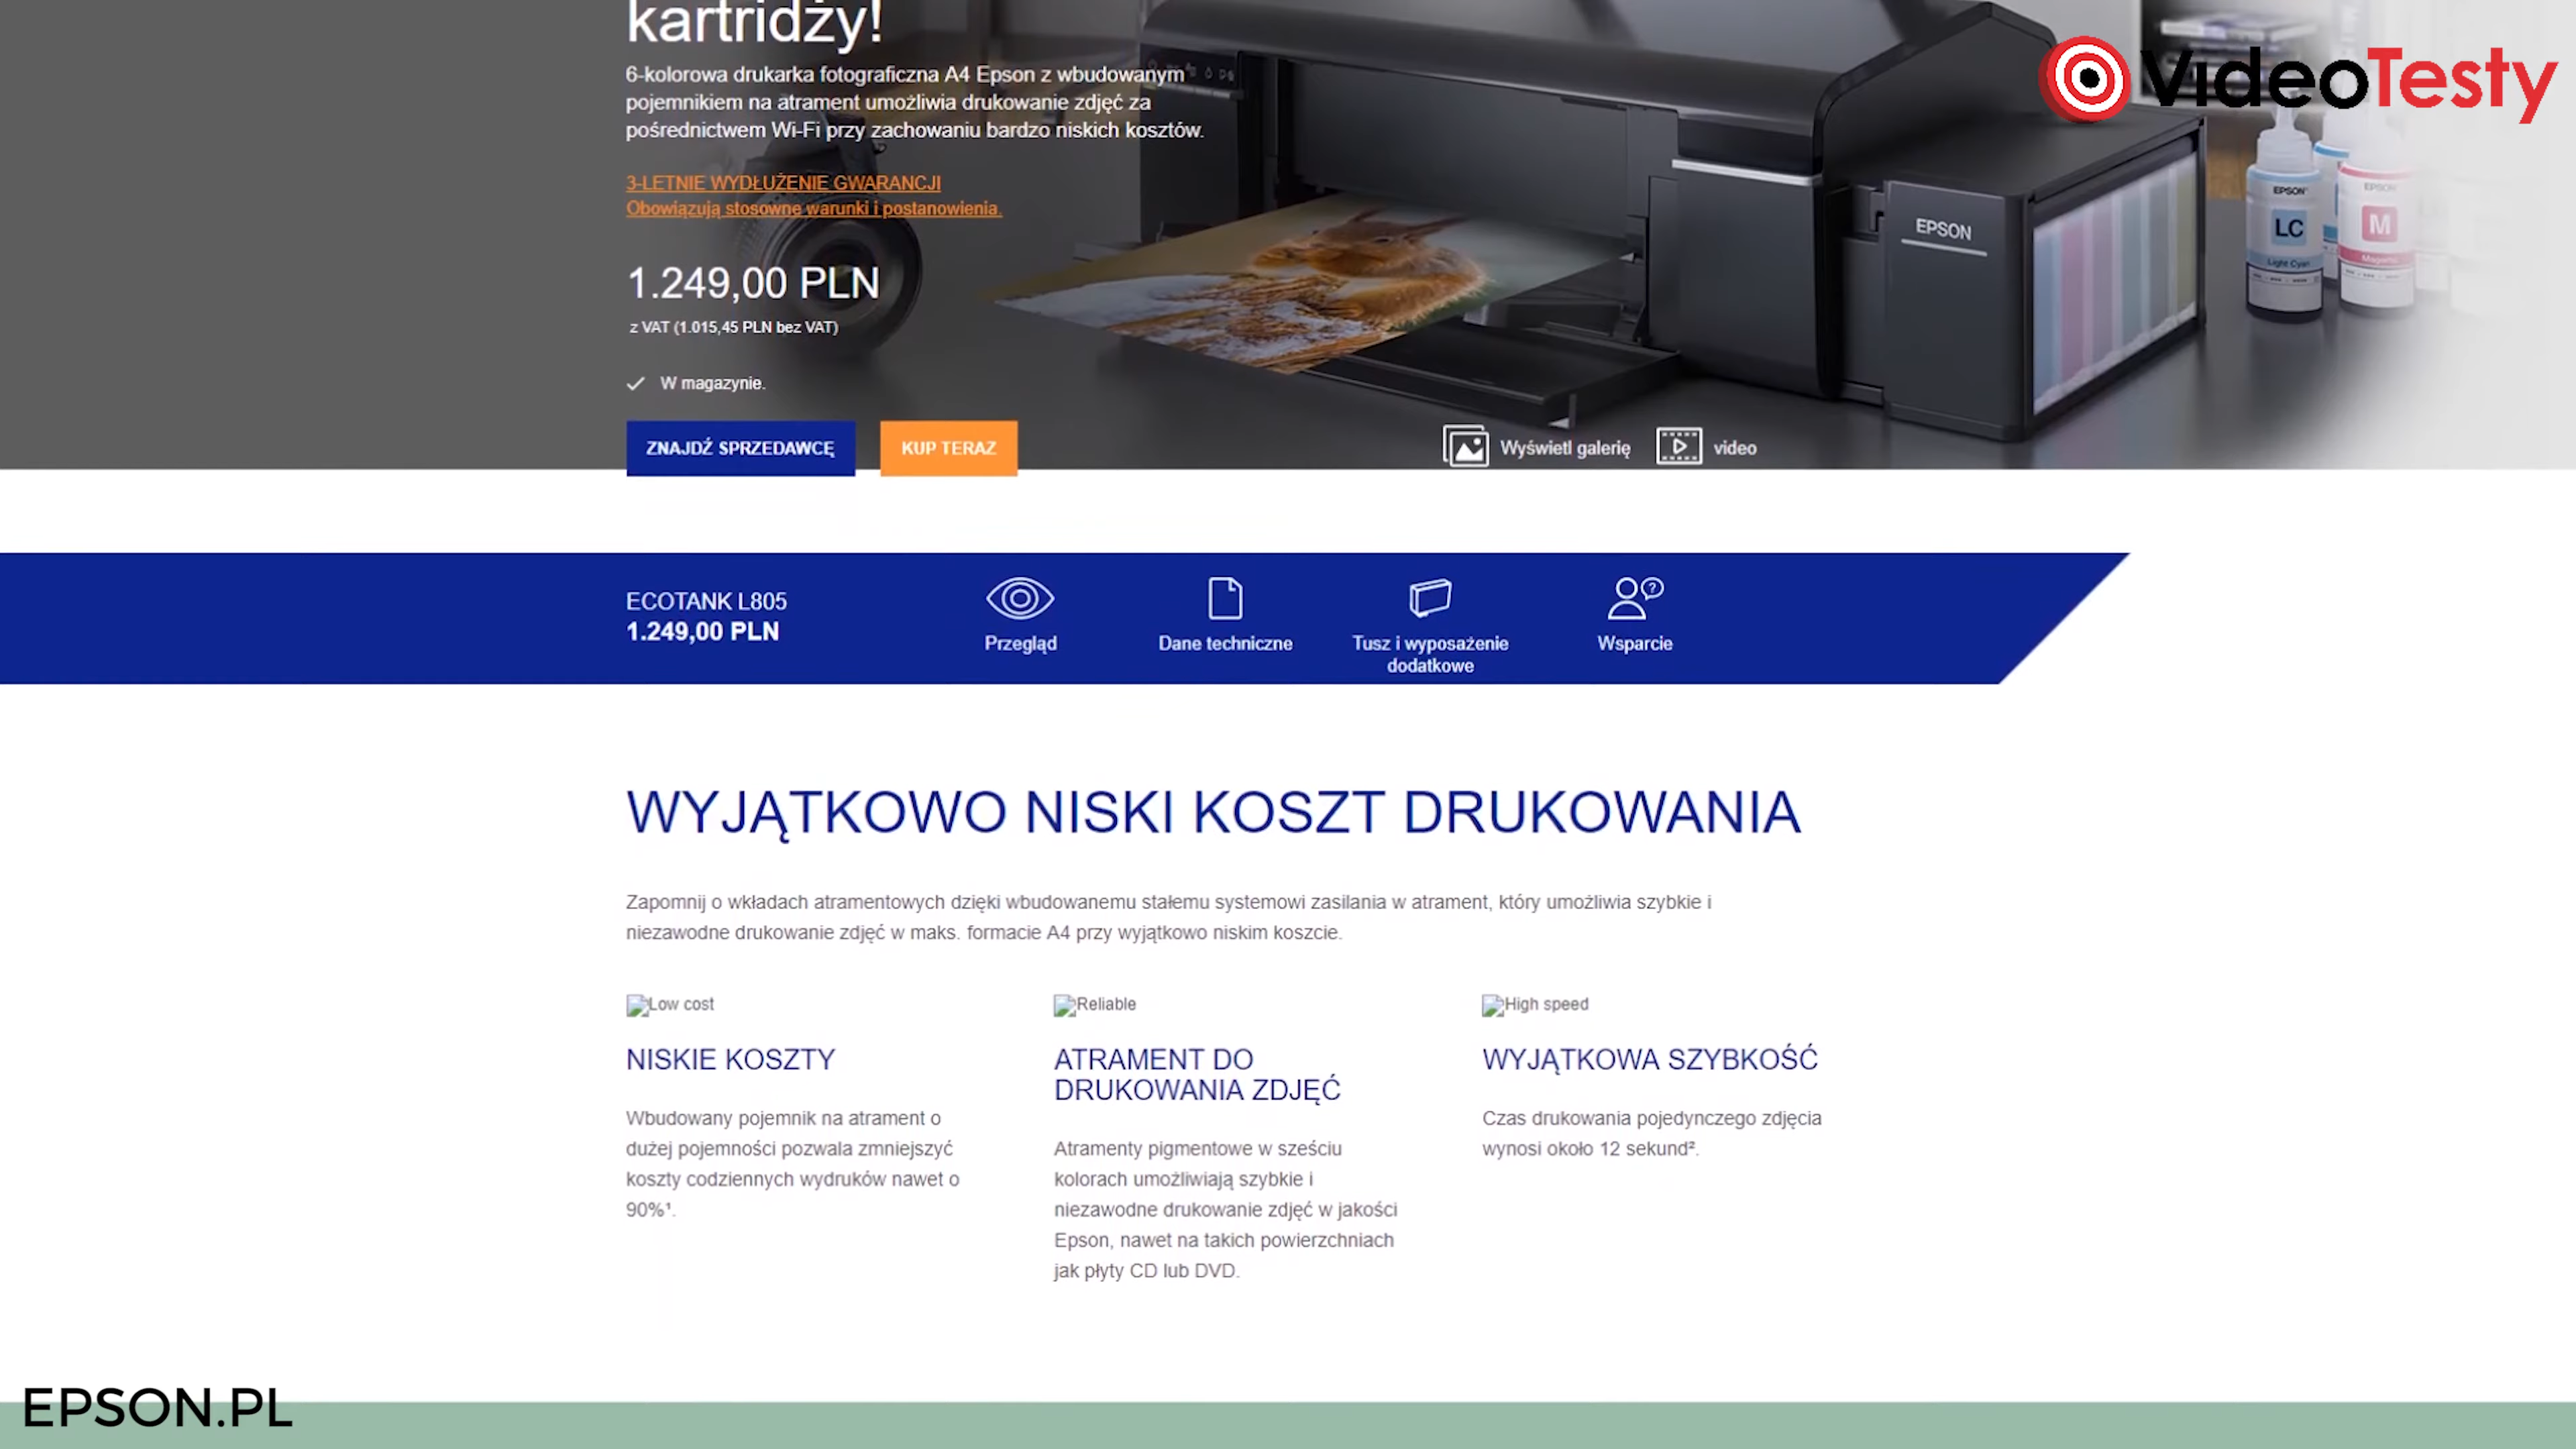 kartridży!
6-kolorowa drukarka fotograficzna A4 Epson z wbudowanym
pojemnikiem na atrament umożliwia drukowanie zdjęć za
pośrednictwem Wi-Fi przy zachowaniu bardzo niskich kosztów.
3-LETNIE WYDŁUŻENIE GWARANCJI
Obowiązują stosowne warunki i postanowienia.
1.249,00 PLN
z VAT (1.015,45 PLN bez VAT)
W magazynie.
ZNAJDŹ SPRZEDAWCĘ
KUP TERAZ
Wyświetl galerię
video
VideoTesty
EPSON
EPSON
LC
Light Cyan
EPSON
M
Magenta
ECOTANK L805
1.249,00 PLN
Przegląd
Dane techniczne
Tusz i wyposażenie
dodatkowe
Wsparcie
WYJĄTKOWO NISKI KOSZT DRUKOWANIA
Zapomnij o wkładach atramentowych dzięki wbudowanemu stałemu systemowi zasilania w atrament, który umożliwia szybkie i
niezawodne drukowanie zdjęć w maks. formacie A4 przy wyjątkowo niskim koszcie.
Low cost
NISKIE KOSZTY
Wbudowany pojemnik na atrament o
dużej pojemności pozwala zmniejszyć
koszty codziennych wydruków nawet o
90%¹.
Reliable
ATRAMENT DO
DRUKOWANIA ZDJĘĆ
Atramenty pigmentowe w sześciu
kolorach umożliwiają szybkie i
niezawodne drukowanie zdjęć w jakości
Epson, nawet na takich powierzchniach
jak płyty CD lub DVD.
High speed
WYJĄTKOWA SZYBKOŚĆ
Czas drukowania pojedynczego zdjęcia
wynosi około 12 sekund².
EPSON.PL